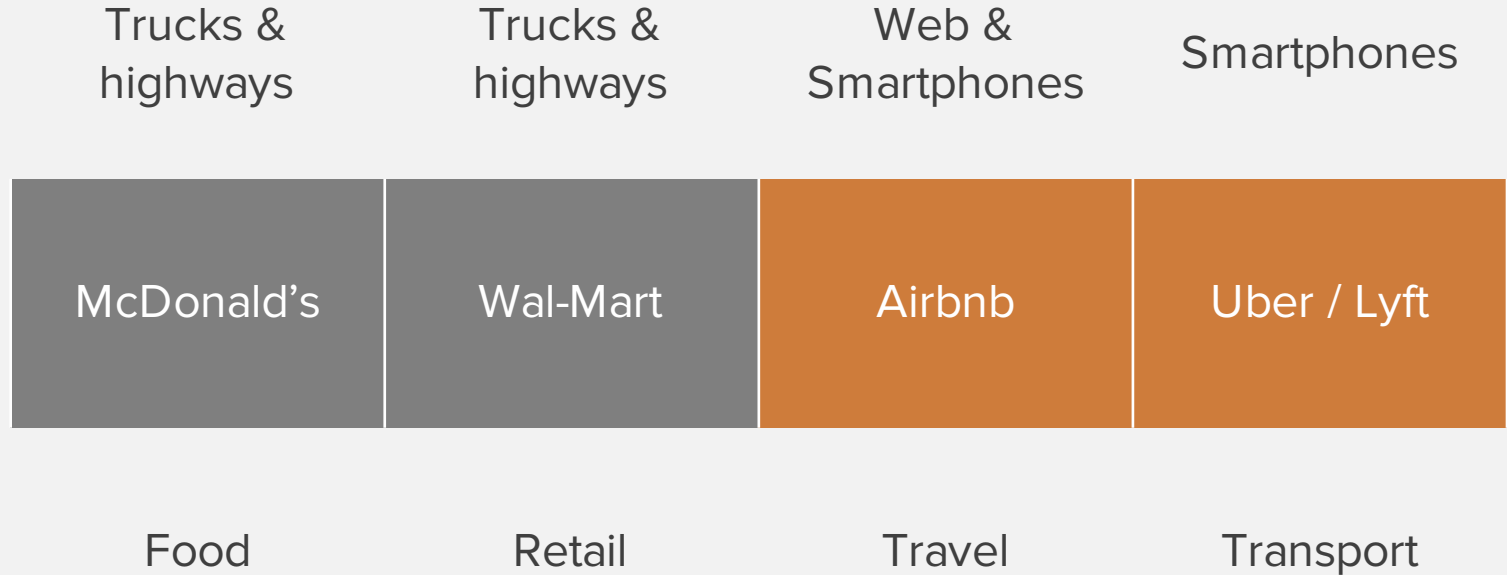 Trucks &
highways
Trucks &
highways
Web &
Smartphones
Smartphones
McDonald’s
Wal-Mart
Airbnb
Uber / Lyft
Food
Retail
Travel
Transport